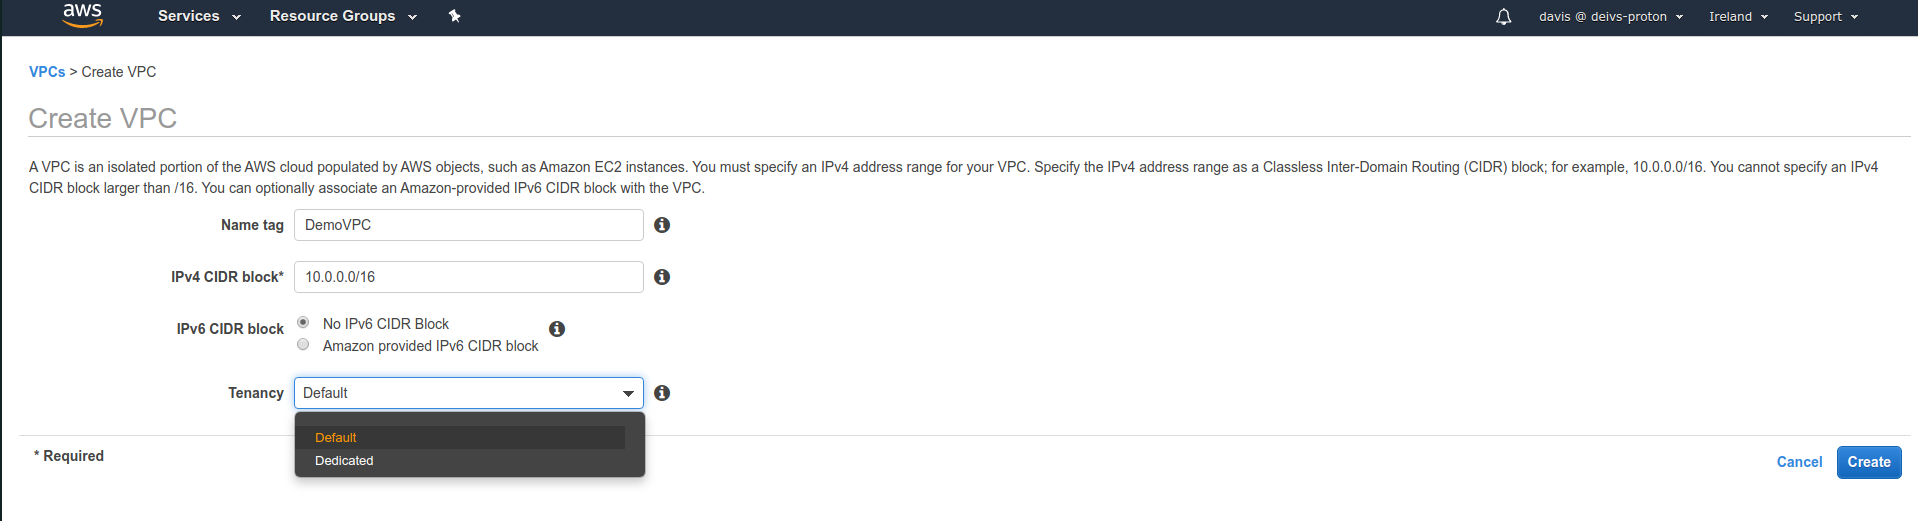 aws Services Resource Groups davis @ deivs-proton Ireland Support
VPCs > Create VPC
Create VPC
A VPC is an isolated portion of the AWS cloud populated by AWS objects, such as Amazon EC2 instances. You must specify an IPv4 address range for your VPC. Specify the IPv4 address range as a Classless Inter-Domain Routing (CIDR) block; for example, 10.0.0.0/16. You cannot specify an IPv4
CIDR block larger than /16. You can optionally associate an Amazon-provided IPv6 CIDR block with the VPC.
Name tag DemoVPC
IPv4 CIDR block* 10.0.0.0/16
IPv6 CIDR block No IPv6 CIDR Block
Amazon provided IPv6 CIDR block
Tenancy Default
Default
Dedicated
* Required
Cancel Create